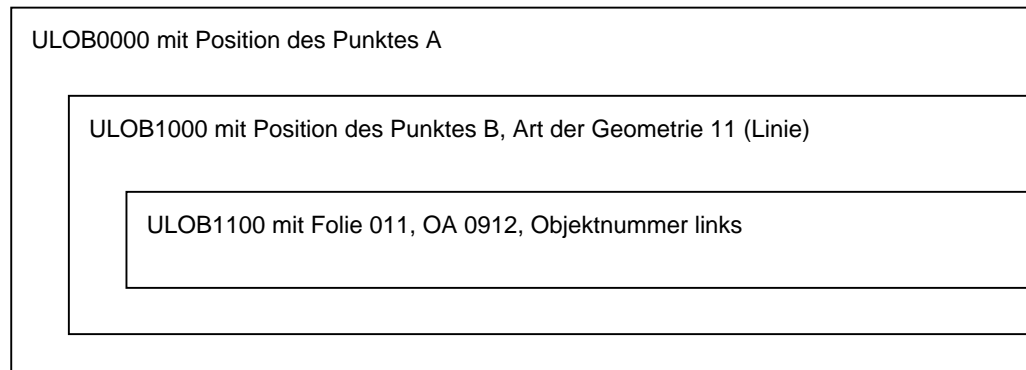 ULOB0000 mit Position des Punktes A
ULOB1000 mit Position des Punktes B, Art der Geometrie 11 (Linie)
ULOB1100 mit Folie 011, OA 0912, Objektnummer links